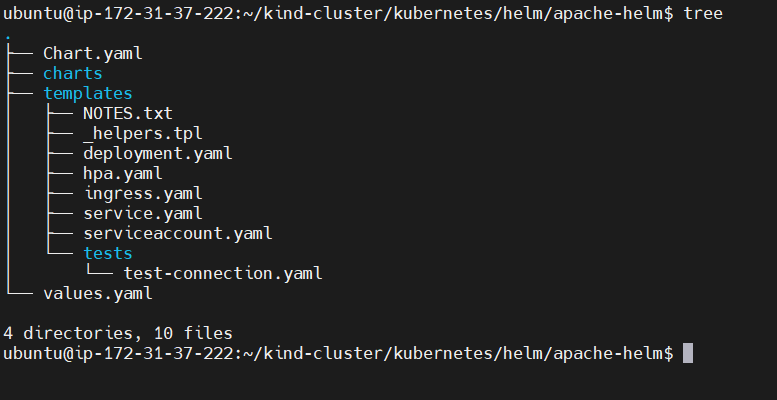 ubuntu@ip-172-31-37-222:~/kind-cluster/kubernetes/helm/apache-helm$ tree
.
├── Chart.yaml
├── charts
├── templates
│   ├── NOTES.txt
│   ├── _helpers.tpl
│   ├── deployment.yaml
│   ├── hpa.yaml
│   ├── ingress.yaml
│   ├── service.yaml
│   ├── serviceaccount.yaml
│   └── tests
│       └── test-connection.yaml
└── values.yaml

4 directories, 10 files
ubuntu@ip-172-31-37-222:~/kind-cluster/kubernetes/helm/apache-helm$